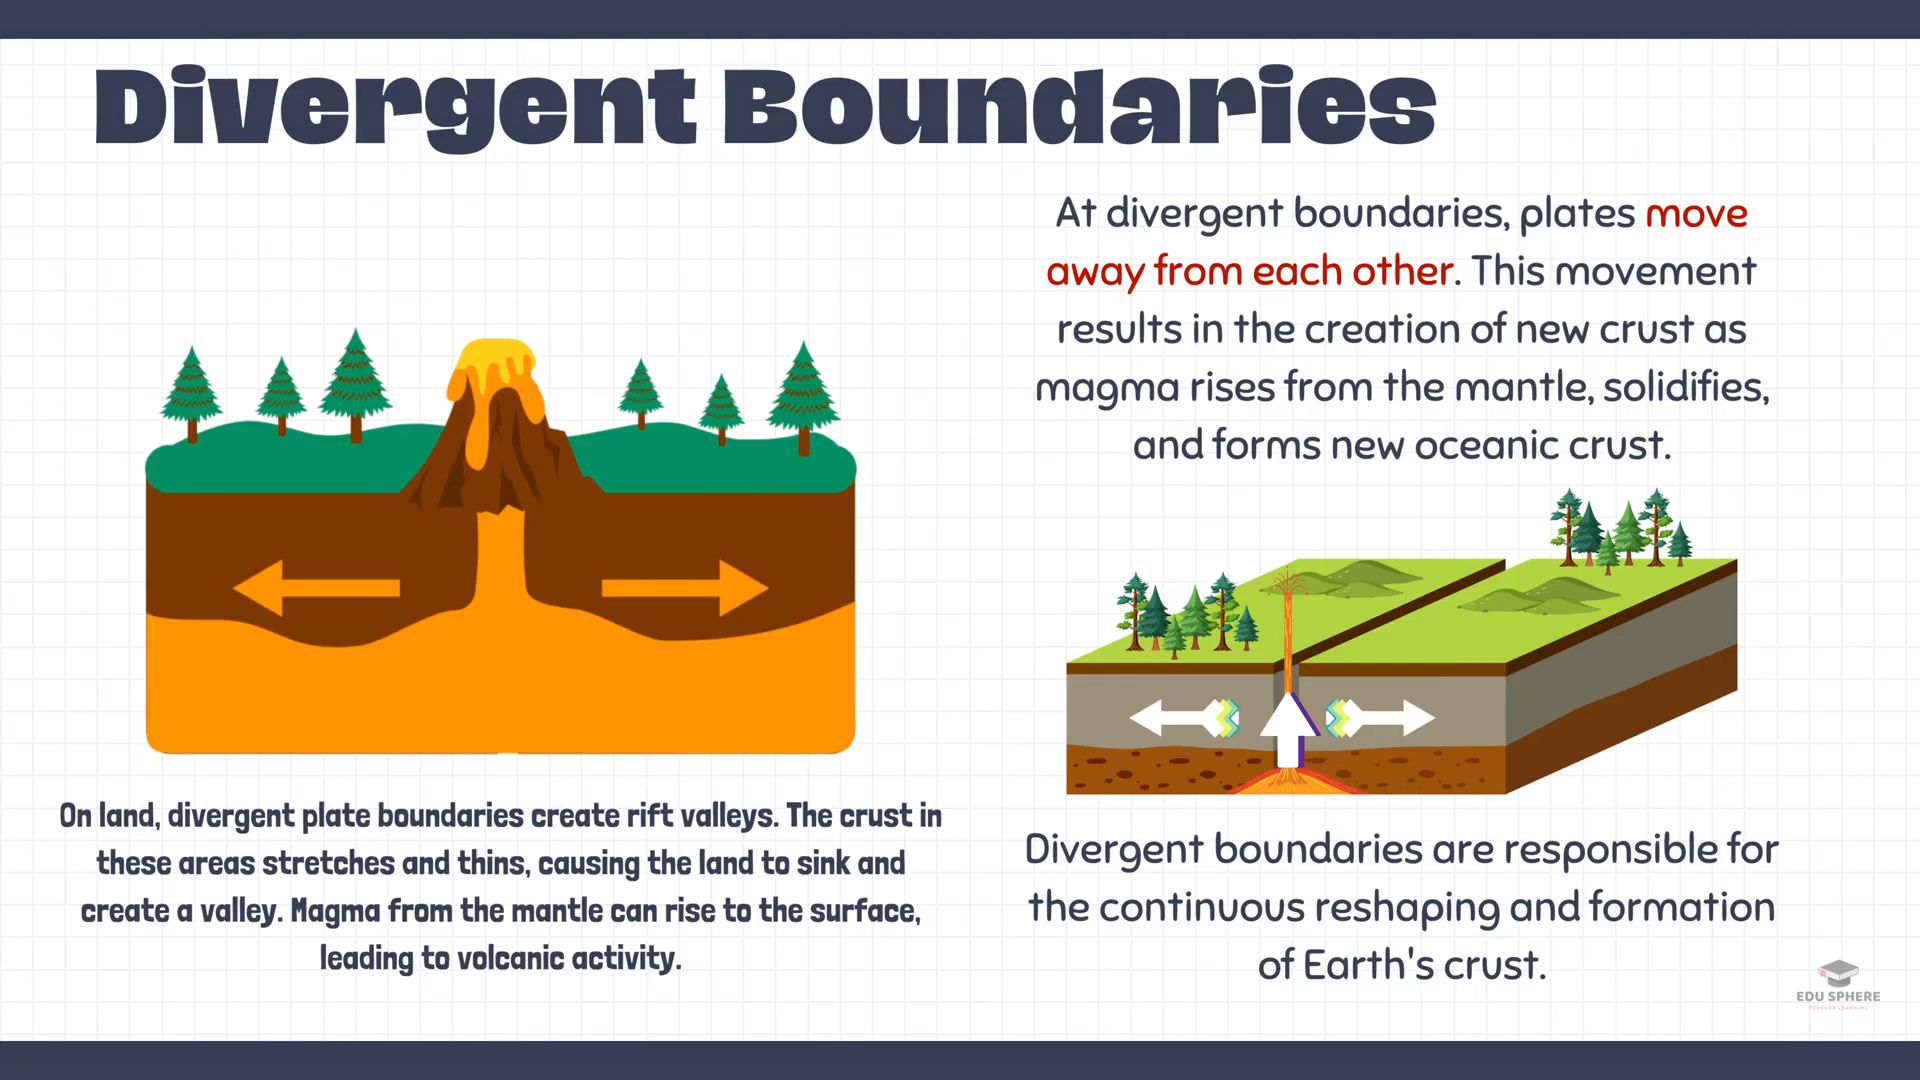 Divergent Boundaries
At divergent boundaries, plates move
away from each other. This movement
results in the creation of new crust as
magma rises from the mantle, solidifies,
and forms new oceanic crust.
On land, divergent plate boundaries create rift valleys. The crust in
these areas stretches and thins, causing the land to sink and
create a valley. Magma from the mantle can rise to the surface,
leading to volcanic activity.
Divergent boundaries are responsible for
the continuous reshaping and formation
of Earth's crust.
EDU SPHERE
FOREVER LEARNING